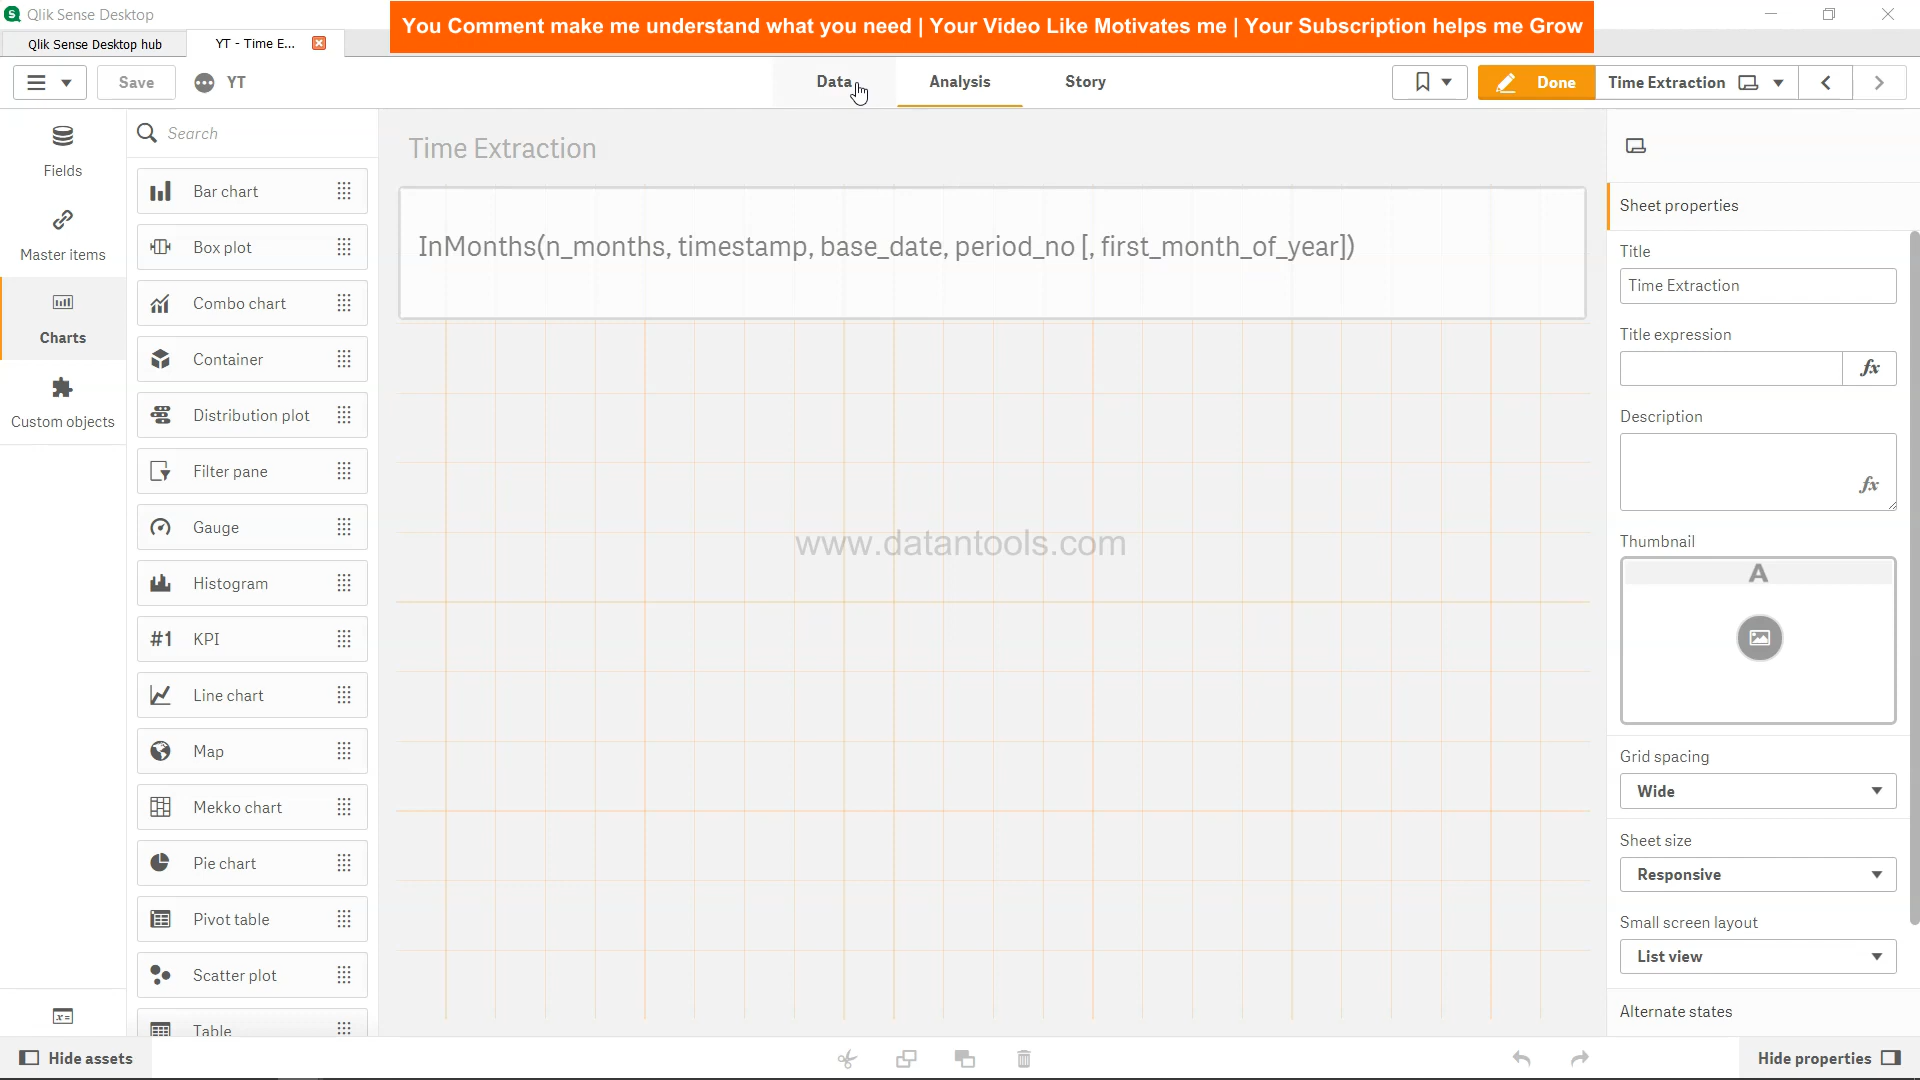 Qlik Sense Desktop
You Comment make me understand what you need | Your Video Like Motivates me | Your Subscription helps me Grow
Qlik Sense Desktop hub
YT - Time E...
Save
YT
Data
Analysis
Story
Done
Time Extraction
Fields
Master items
Charts
Custom objects
Search
Bar chart
Box plot
Combo chart
Container
Distribution plot
Filter pane
Gauge
Histogram
#1 KPI
Line chart
Map
Mekko chart
Pie chart
Pivot table
Scatter plot
Table
Time Extraction
InMonths(n_months, timestamp, base_date, period_no [, first_month_of_year])
www.datantools.com
Sheet properties
Title
Time Extraction
Title expression
fx
Description
fx
Thumbnail
A
Grid spacing
Wide
Sheet size
Responsive
Small screen layout
List view
Alternate states
Hide assets
Hide properties